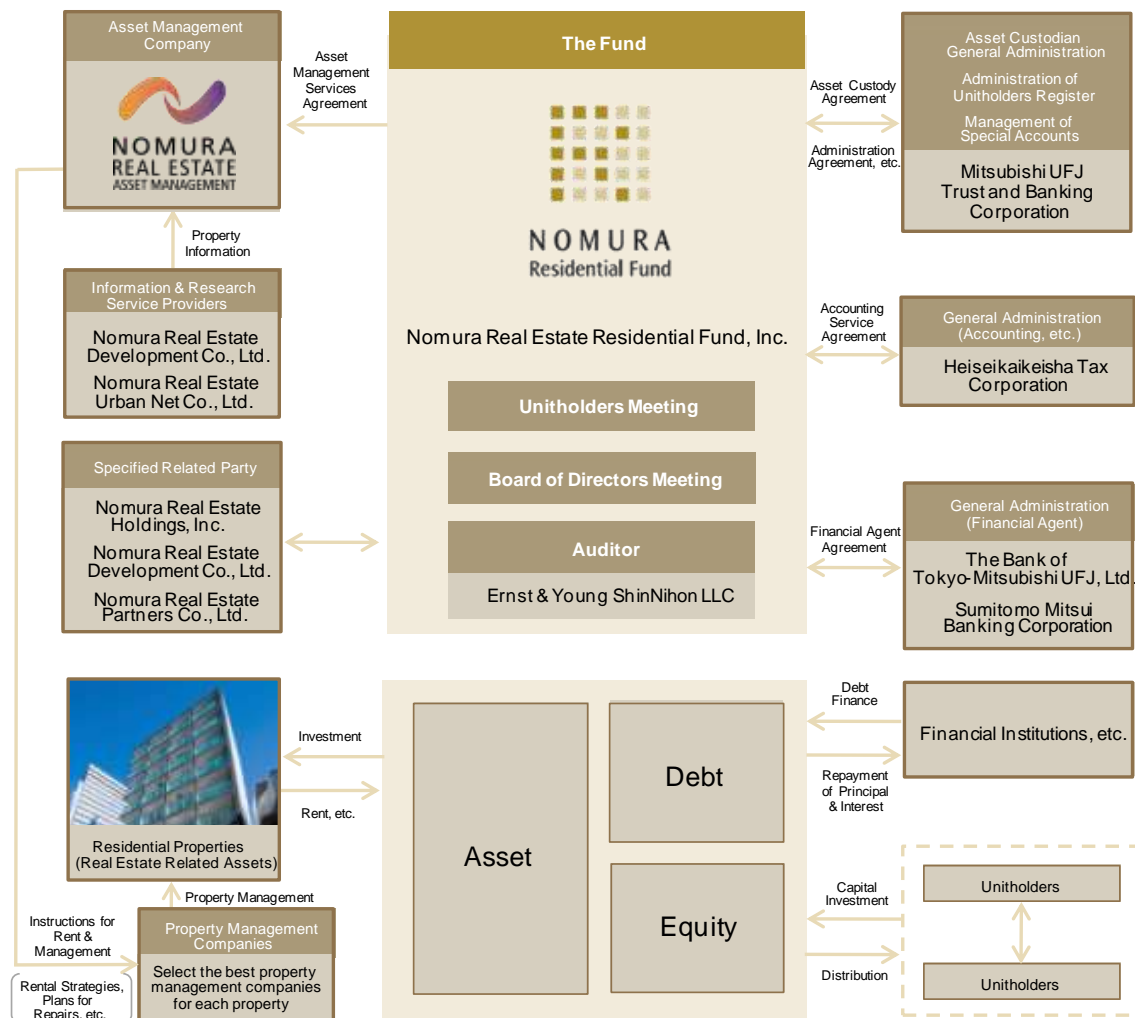 Asset Management
Company
NOMURA
REAL ESTATE
ASSET MANAGEMENT
Asset
Management
Services
Agreement
The Fund
NOMURA
Residential Fund
Nomura Real Estate Residential Fund, Inc.
Unitholders Meeting
Board of Directors Meeting
Auditor
Ernst & Young ShinNihon LLC
Asset Custody
Agreement
Administration
Agreement, etc.
Asset Custodian
General Administration
Administration of
Unitholders Register
Management of
Special Accounts
Mitsubishi UFJ
Trust and Banking
Corporation
Property
Information
Information & Research
Service Providers
Nomura Real Estate
Development Co., Ltd.
Nomura Real Estate
Urban Net Co., Ltd.
Accounting
Service
Agreement
General Administration
(Accounting, etc.)
Heiseikaikeisha Tax
Corporation
Specified Related Party
Nomura Real Estate
Holdings, Inc.
Nomura Real Estate
Development Co., Ltd.
Nomura Real Estate
Partners Co., Ltd.
Financial Agent
Agreement
General Administration
(Financial Agent)
The Bank of
Tokyo-Mitsubishi UFJ, Ltd.
Sumitomo Mitsui
Banking Corporation
Residential Properties
(Real Estate Related Assets)
Investment
Rent, etc.
Asset
Debt
Equity
Debt
Finance
Repayment
of Principal
& Interest
Financial Institutions, etc.
Capital
Investment
Distribution
Unitholders
Unitholders
Property Management
Instructions for
Rent &
Management
Rental Strategies,
Plans for
Repairs, etc.
Property Management
Companies
Select the best property
management companies
for each property